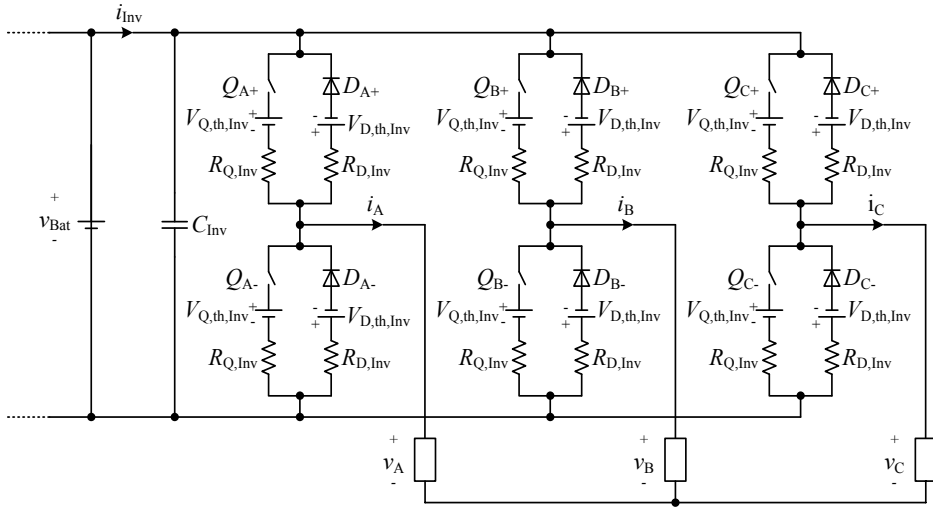 i_Inv
Q_A+ D_A+ Q_B+ D_B+ Q_C+ D_C+
+ - + - + -
V_Q,th,Inv V_D,th,Inv V_Q,th,Inv V_D,th,Inv V_Q,th,Inv V_D,th,Inv
- + - + - +
R_Q,Inv R_D,Inv R_Q,Inv R_D,Inv R_Q,Inv R_D,Inv
+ i_A i_B i_C
v_Bat C_Inv
-
Q_A- D_A- Q_B- D_B- Q_C- D_C-
+ - + - + -
V_Q,th,Inv V_D,th,Inv V_Q,th,Inv V_D,th,Inv V_Q,th,Inv V_D,th,Inv
- + - + - +
R_Q,Inv R_D,Inv R_Q,Inv R_D,Inv R_Q,Inv R_D,Inv
+ + +
v_A v_B v_C
- - -